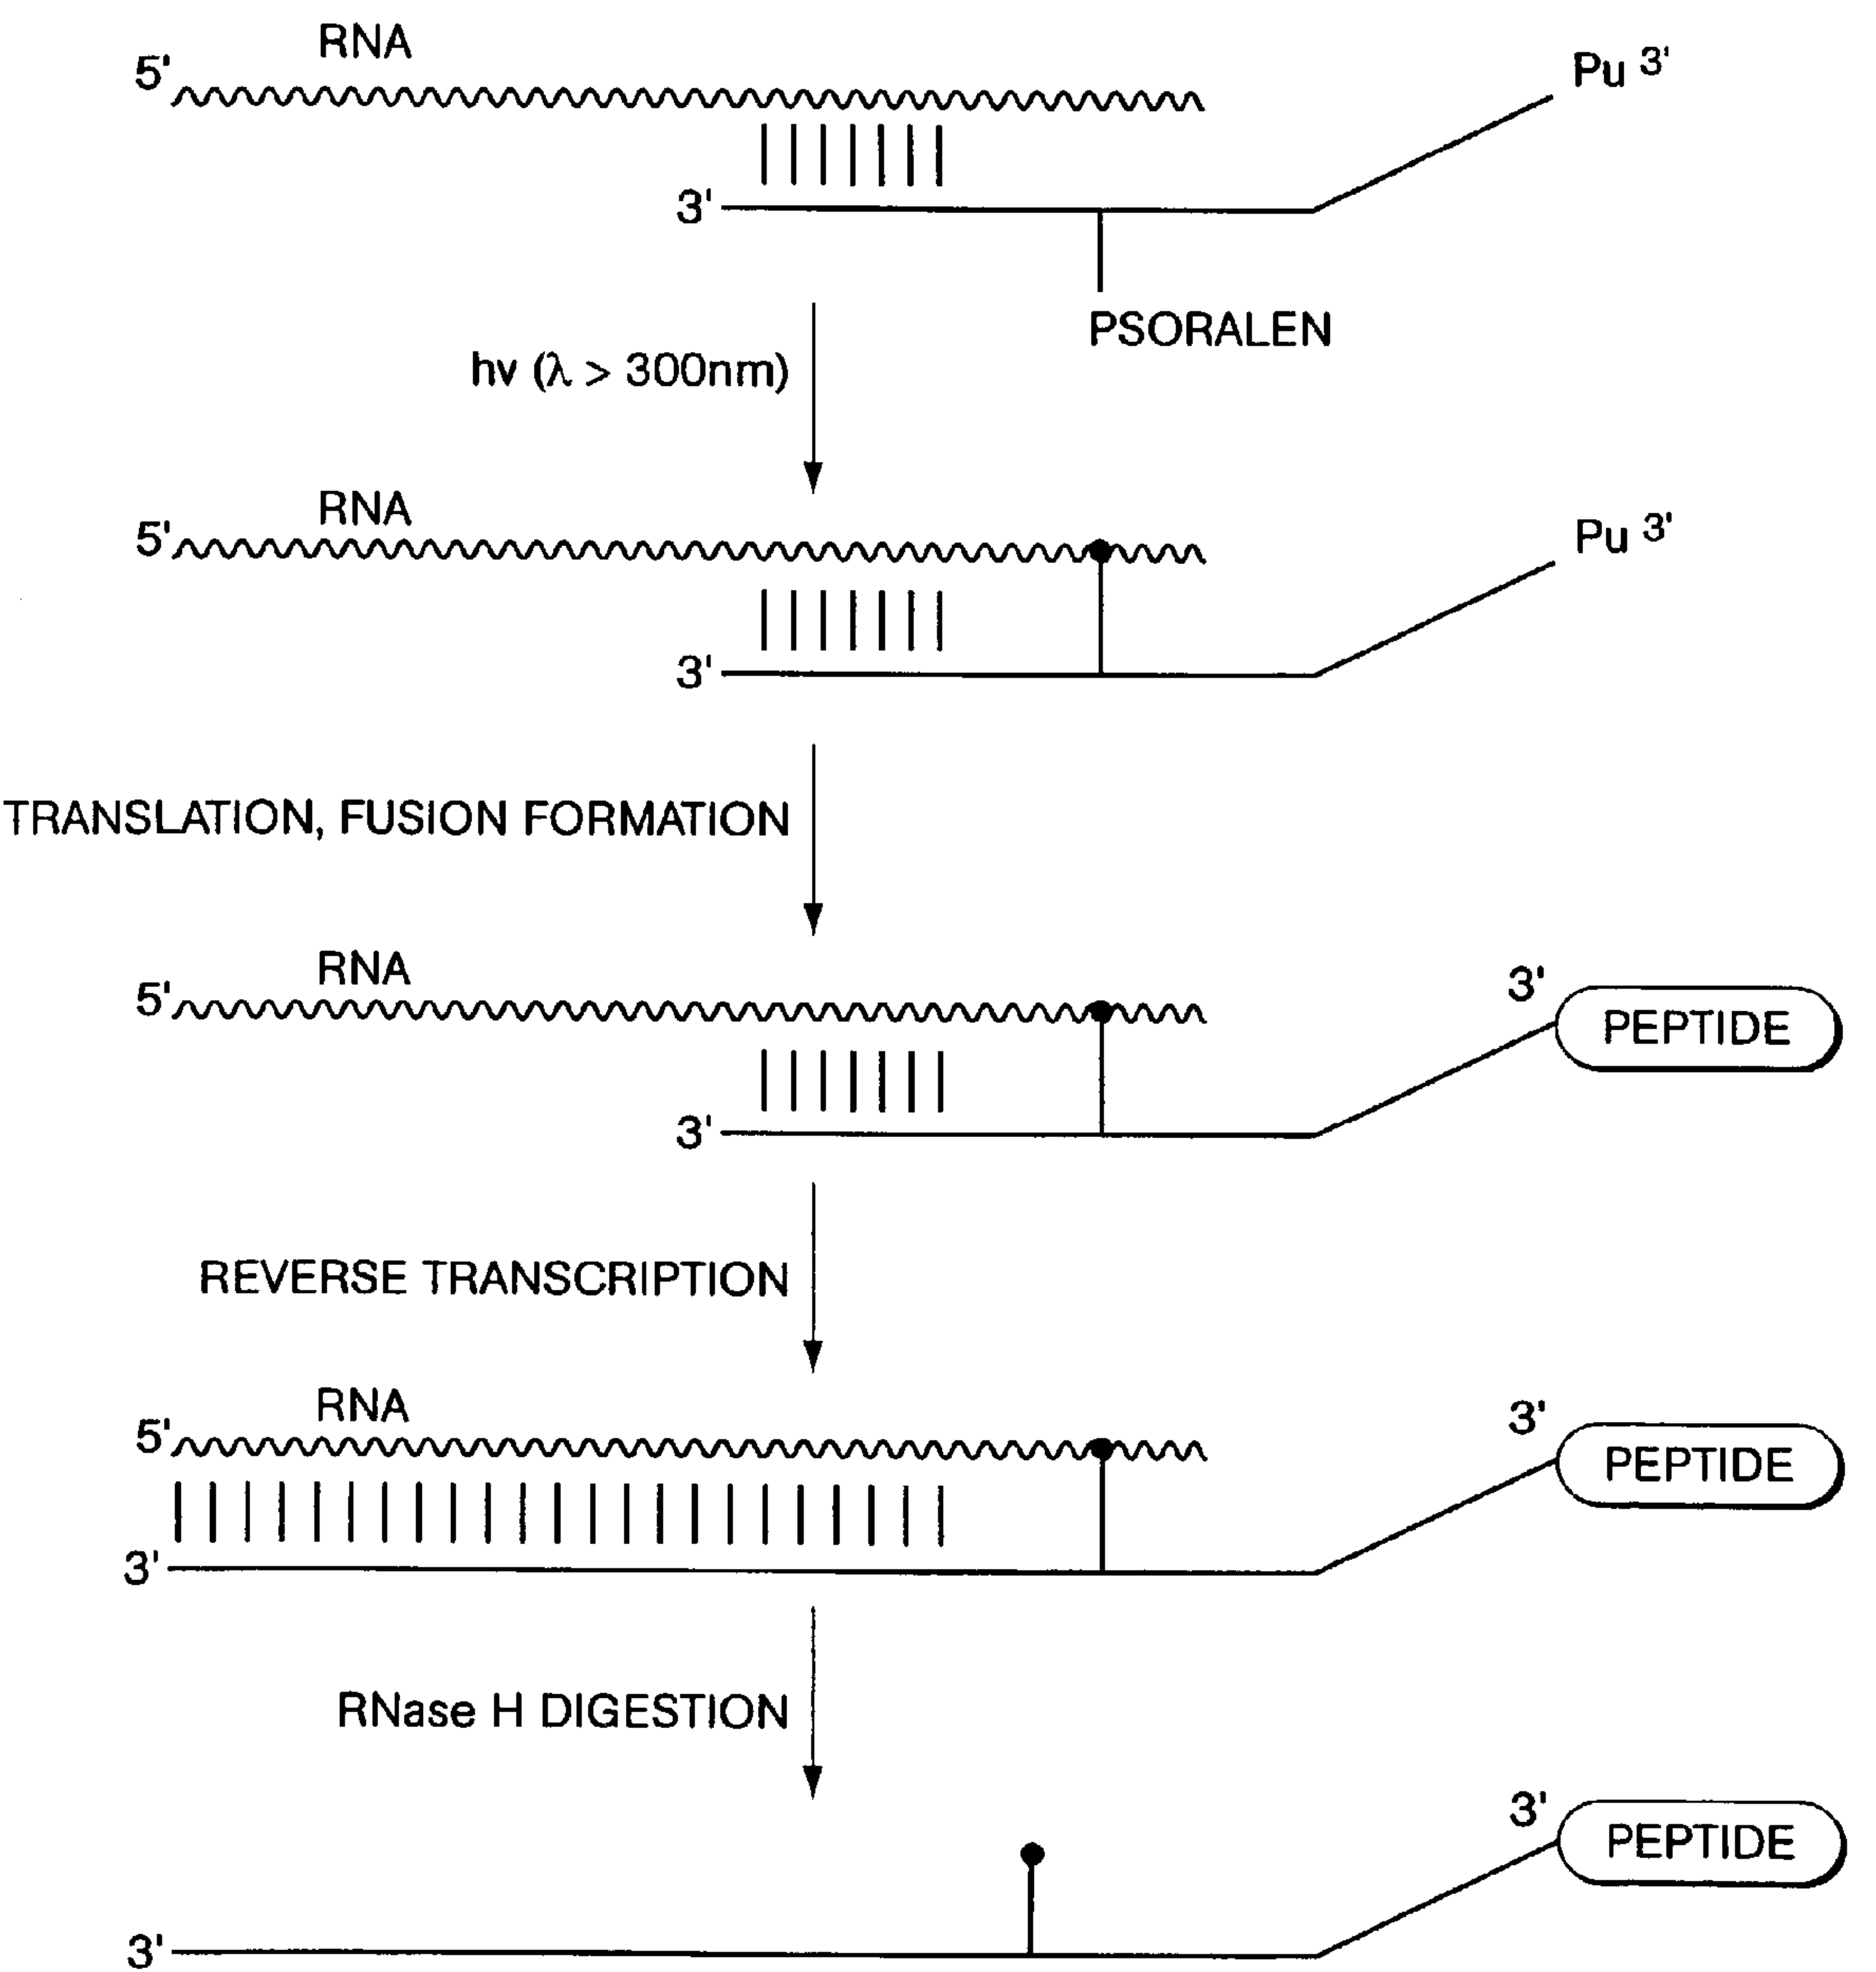 RNA
5'
Pu 3'
3'
PSORALEN
hν (λ > 300nm)
RNA
5'
Pu 3'
3'
TRANSLATION, FUSION FORMATION
RNA
5'
3'
PEPTIDE
3'
REVERSE TRANSCRIPTION
RNA
5'
3'
PEPTIDE
3'
RNase H DIGESTION
3'
PEPTIDE
3'